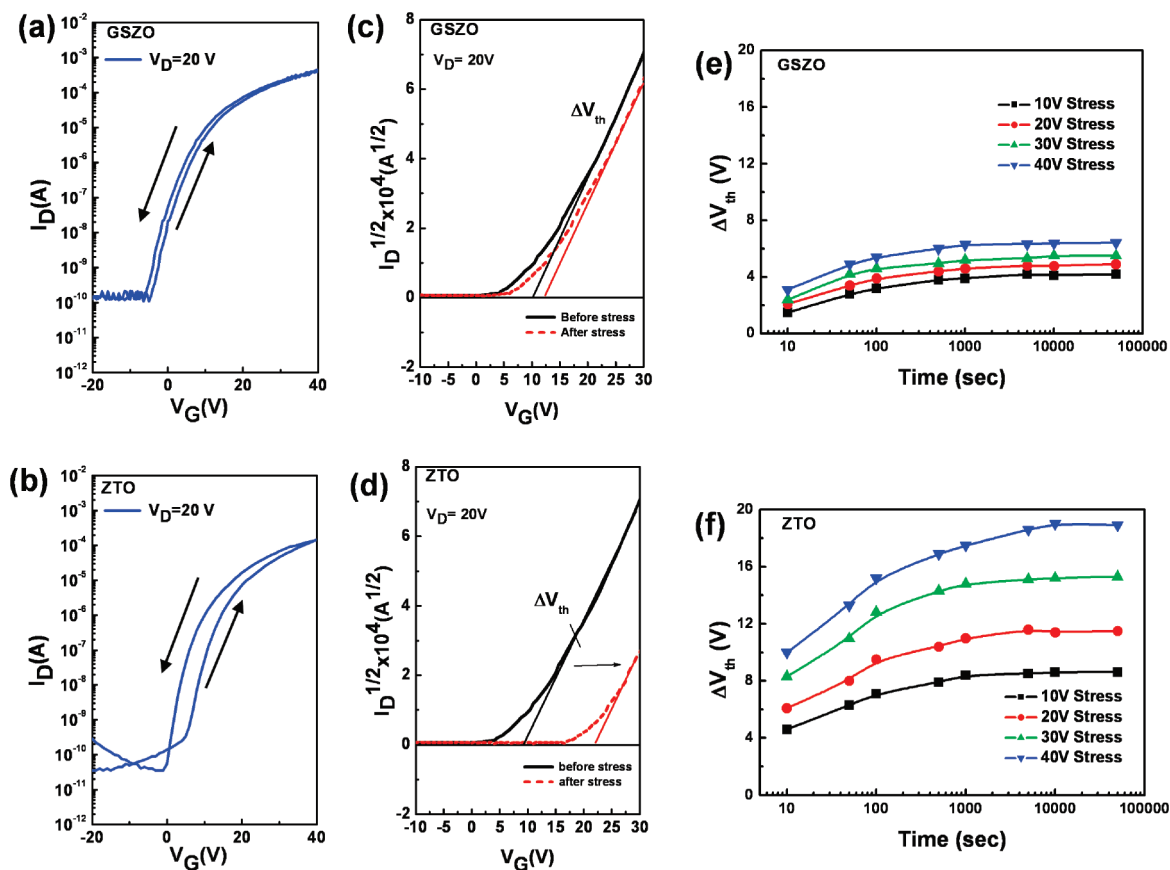 (a)
GSZO
V_D=20 V
I_D(A)
10^-2
10^-3
10^-4
10^-5
10^-6
10^-7
10^-8
10^-9
10^-10
10^-11
10^-12
-20 0 20 40
V_G(V)
(c)
GSZO
V_D= 20V
ΔV_th
I_D^1/2 x10^4(A^1/2)
8
6
4
2
0
-2
Before stress
After stress
-10 -5 0 5 10 15 20 25 30
V_G(V)
(e)
GSZO
10V Stress
20V Stress
30V Stress
40V Stress
ΔV_th (V)
20
16
12
8
4
0
10 100 1000 10000 100000
Time (sec)
(b)
ZTO
V_D=20 V
I_D(A)
10^-2
10^-3
10^-4
10^-5
10^-6
10^-7
10^-8
10^-9
10^-10
10^-11
10^-12
-20 0 20 40
V_G(V)
(d)
ZTO
V_D= 20V
ΔV_th
I_D^1/2 x10^4(A^1/2)
8
6
4
2
0
-2
before stress
after stress
-10 -5 0 5 10 15 20 25 30
V_G(V)
(f)
ZTO
ΔV_th (V)
20
16
12
8
4
0
10V Stress
20V Stress
30V Stress
40V Stress
10 100 1000 10000 100000
Time (sec)